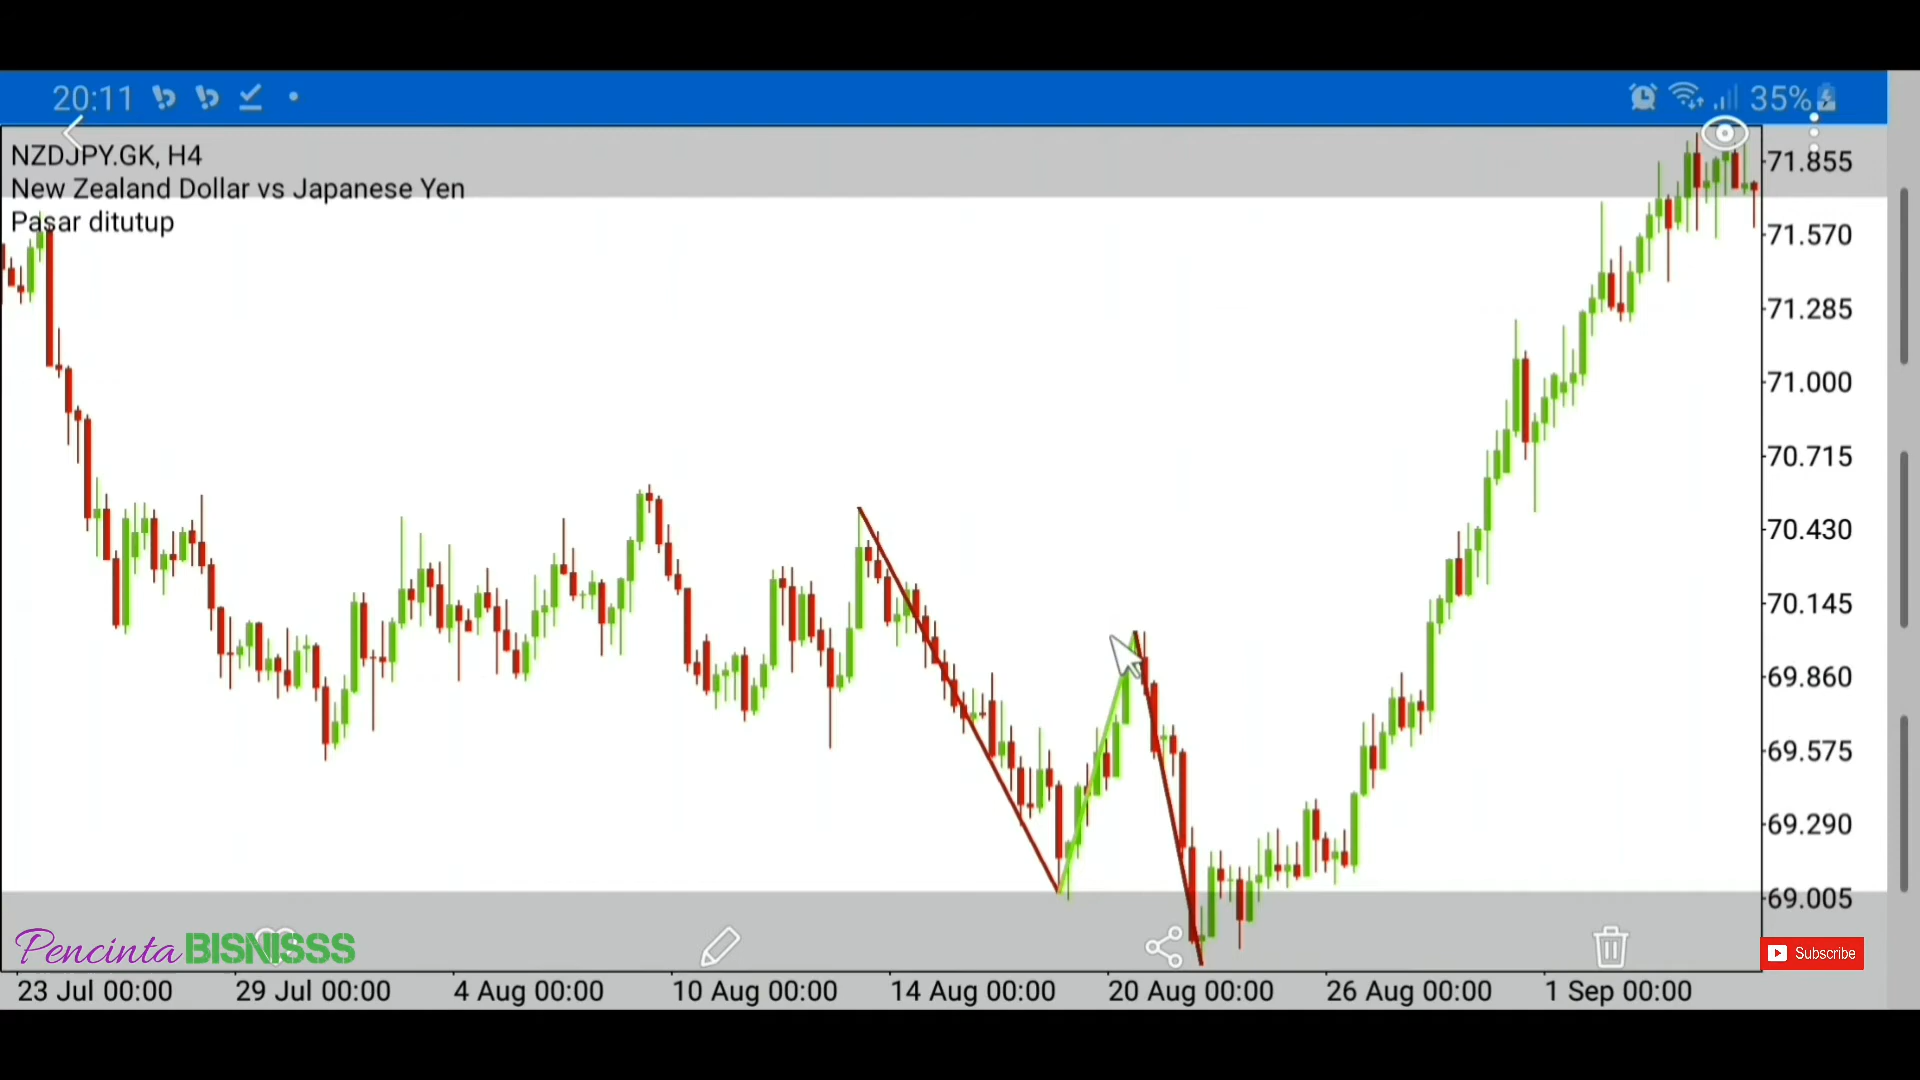 20:11
35%
NZDJPY.GK, H4
New Zealand Dollar vs Japanese Yen
Pasar ditutup
71.855
71.570
71.285
71.000
70.715
70.430
70.145
69.860
69.575
69.290
69.005
Pencinta BISNISSS
Subscribe
23 Jul 00:00 29 Jul 00:00 4 Aug 00:00 10 Aug 00:00 14 Aug 00:00 20 Aug 00:00 26 Aug 00:00 1 Sep 00:00